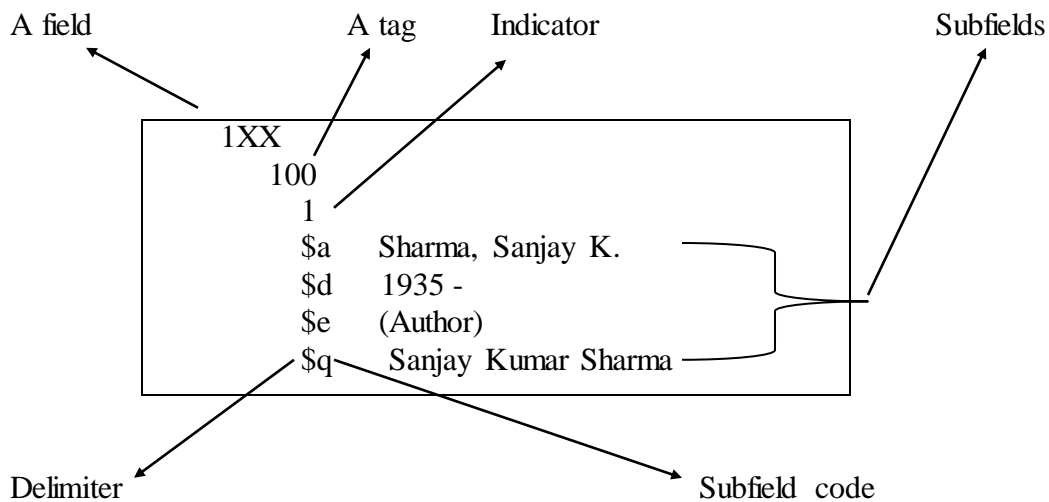 A field A tag Indicator Subfields
1XX
100
1
$a Sharma, Sanjay K.
$d 1935 -
$e (Author)
$q Sanjay Kumar Sharma
Delimiter Subfield code